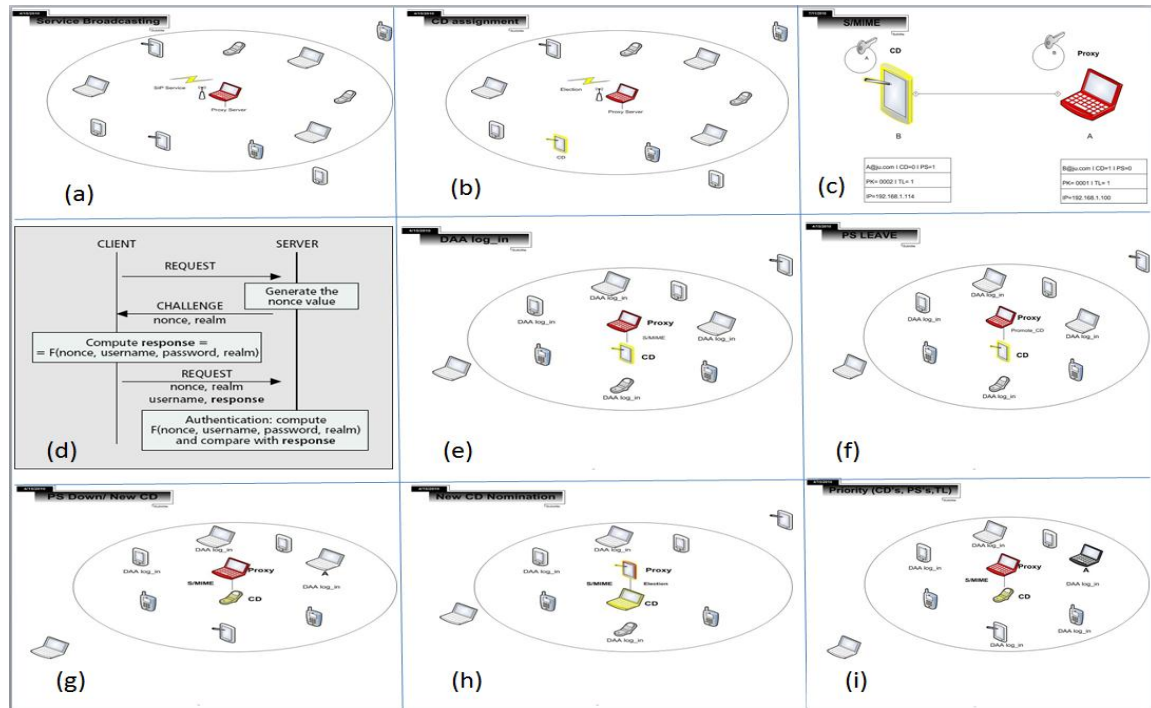 Service Broadcasting
SIP Service
Proxy Server
(a)
CD assignment
Election
Proxy Server
CD
(b)
S/MIME
CD
Proxy
A
B
B
A
A@ju.com I CD=0 I PS=1
PK= 0002 I TL= 1
IP=192.168.1.114
B@ju.com I CD=1 I PS=0
PK= 0001 I TL= 1
IP=192.168.1.100
(c)
CLIENT
SERVER
REQUEST
Generate the
nonce value
CHALLENGE
nonce, realm
Compute response =
= F(nonce, username, password, realm)
REQUEST
nonce, realm
username, response
Authentication: compute
F(nonce, username, password, realm)
and compare with response
(d)
DAA log_in
DAA log_in
DAA log_in
Proxy
DAA log_in
S/MIME
CD
DAA log_in
(e)
PS LEAVE
DAA log_in
DAA log_in
Proxy
Promote_CD
DAA log_in
CD
DAA log_in
(f)
PS Down/ New CD
DAA log_in
DAA log_in
Proxy
A
S/MIME
DAA log_in
CD
(g)
New CD Nomination
DAA log_in
DAA log_in
Proxy
S/MIME
Election
CD
DAA log_in
(h)
Priority (CD's, PS's,TL)
DAA log_in
DAA log_in
Proxy
A
S/MIME
DAA log_in
CD
DAA log_in
DAA log_in
(i)